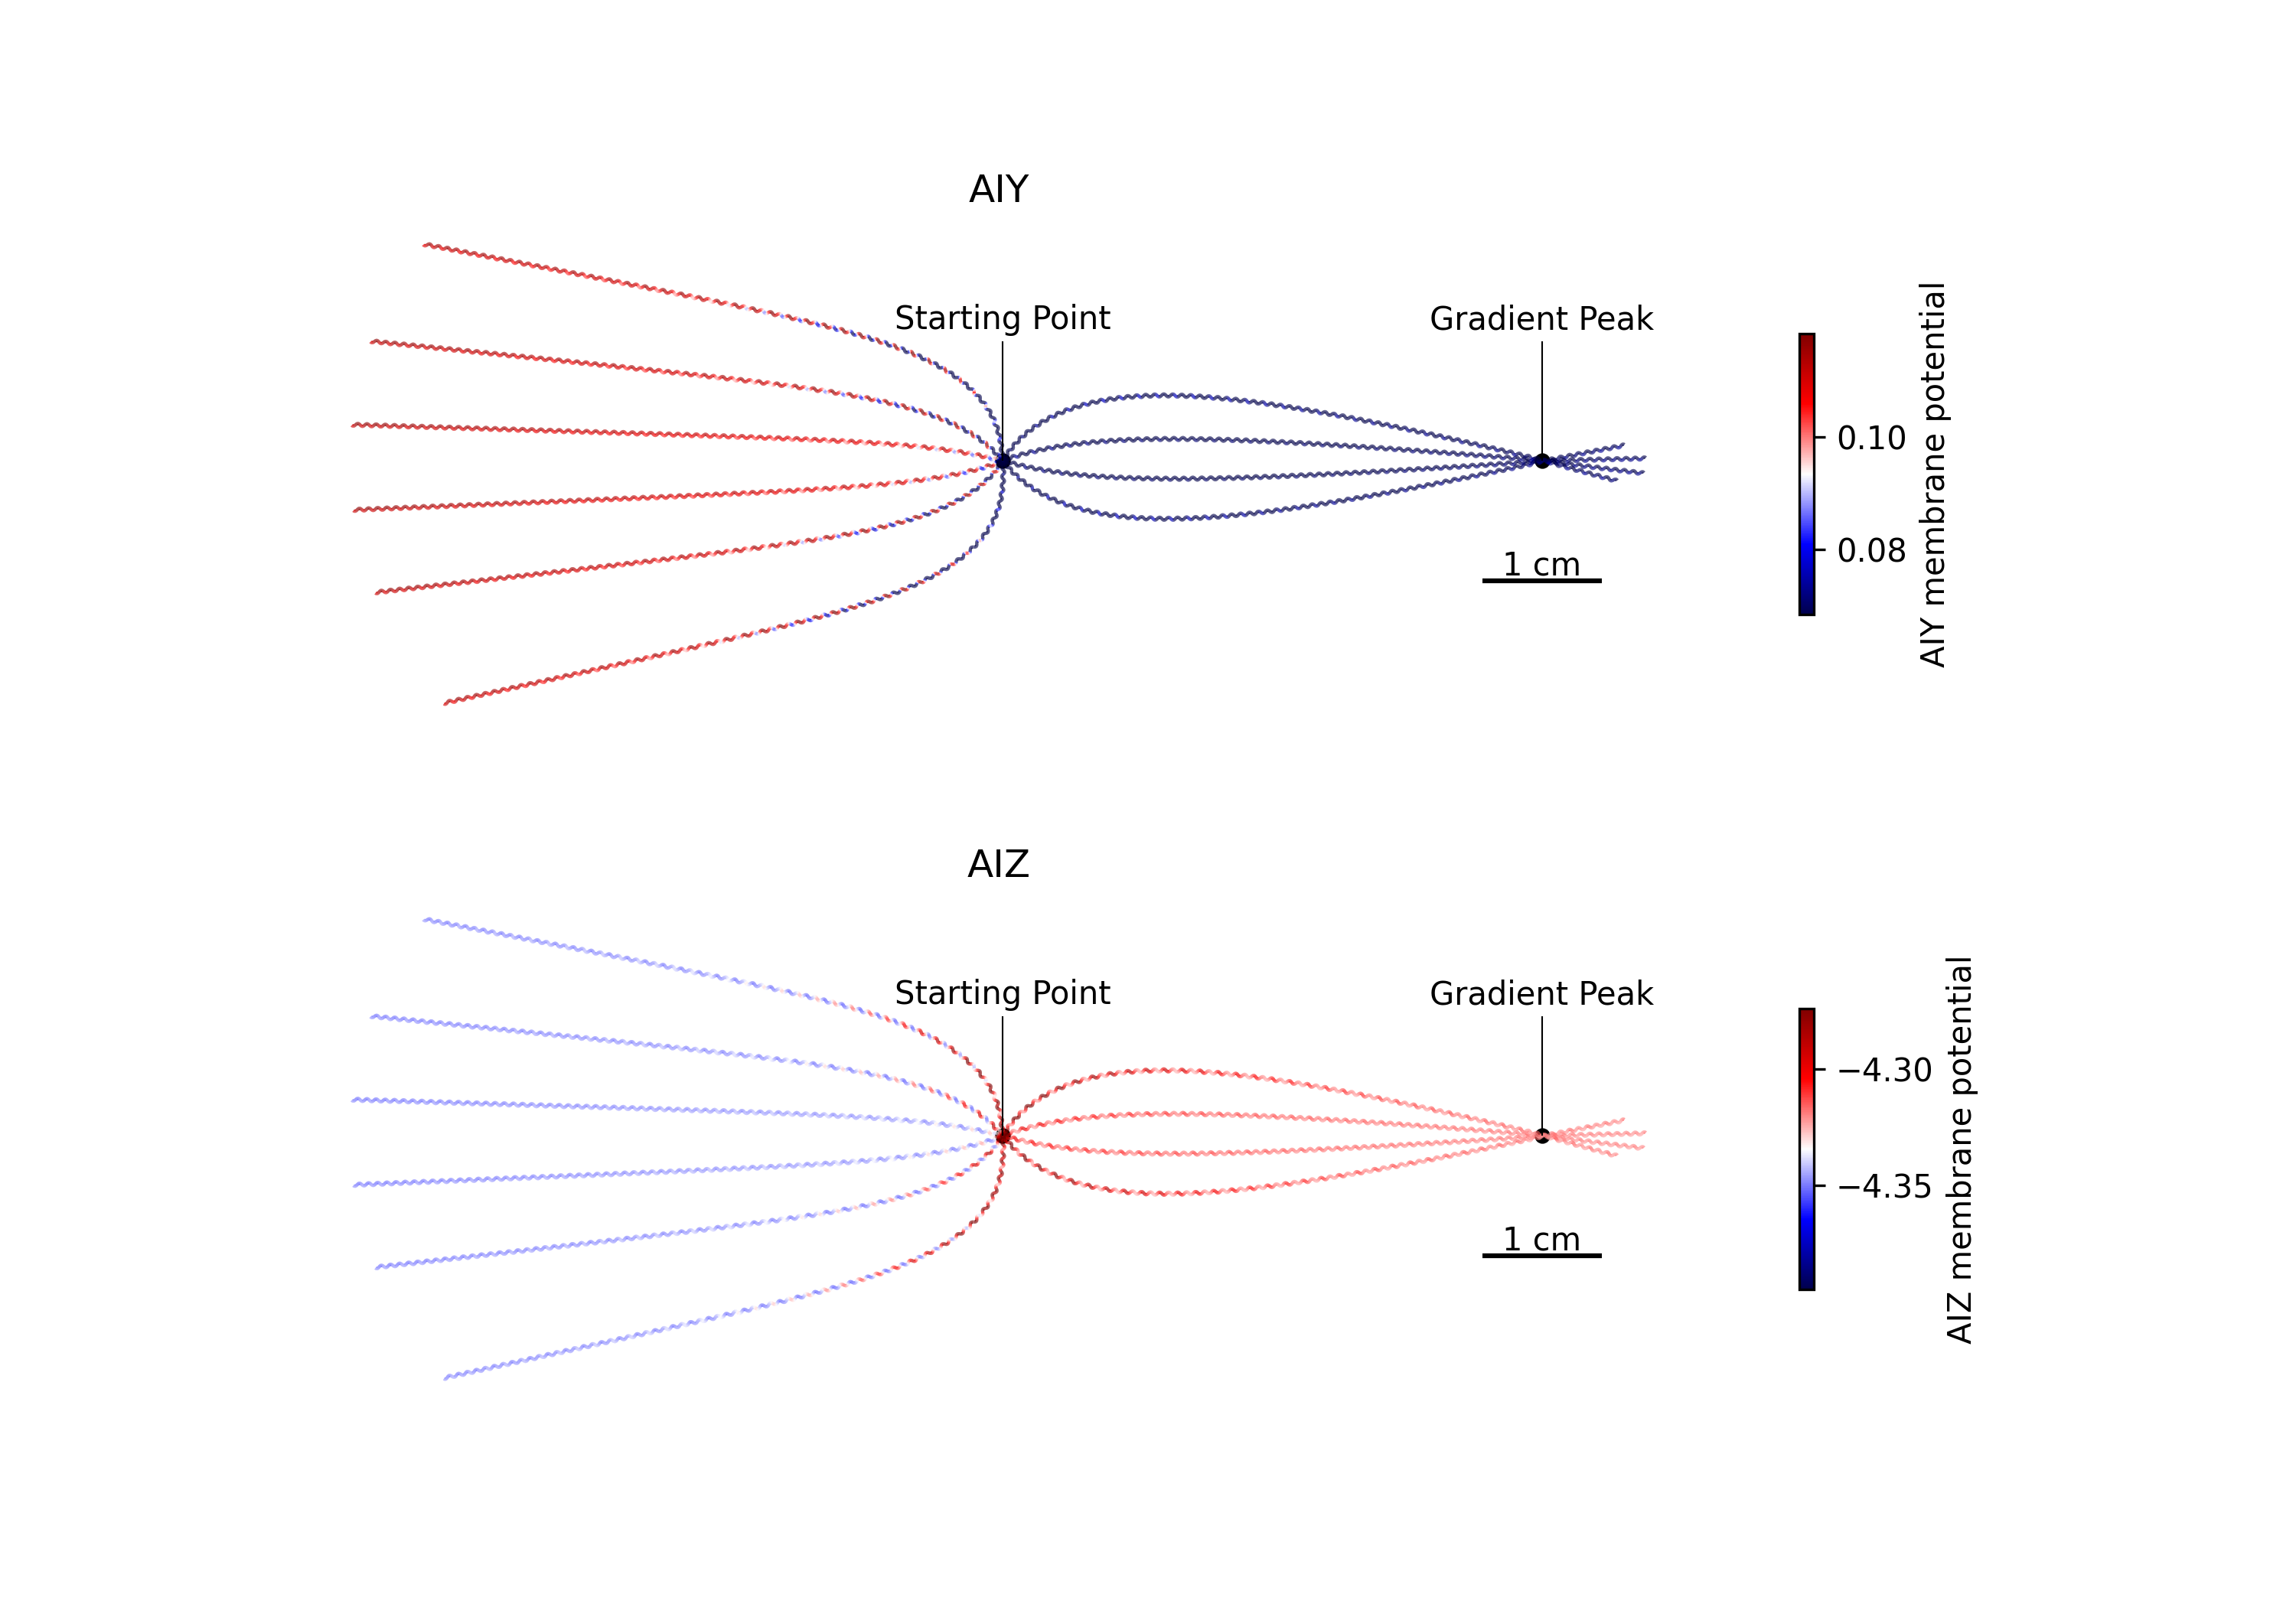 AIY
Starting Point
Gradient Peak
0.10
0.08
AIY membrane potential
1 cm
AIZ
Starting Point
Gradient Peak
−4.30
−4.35
AIZ membrane potential
1 cm